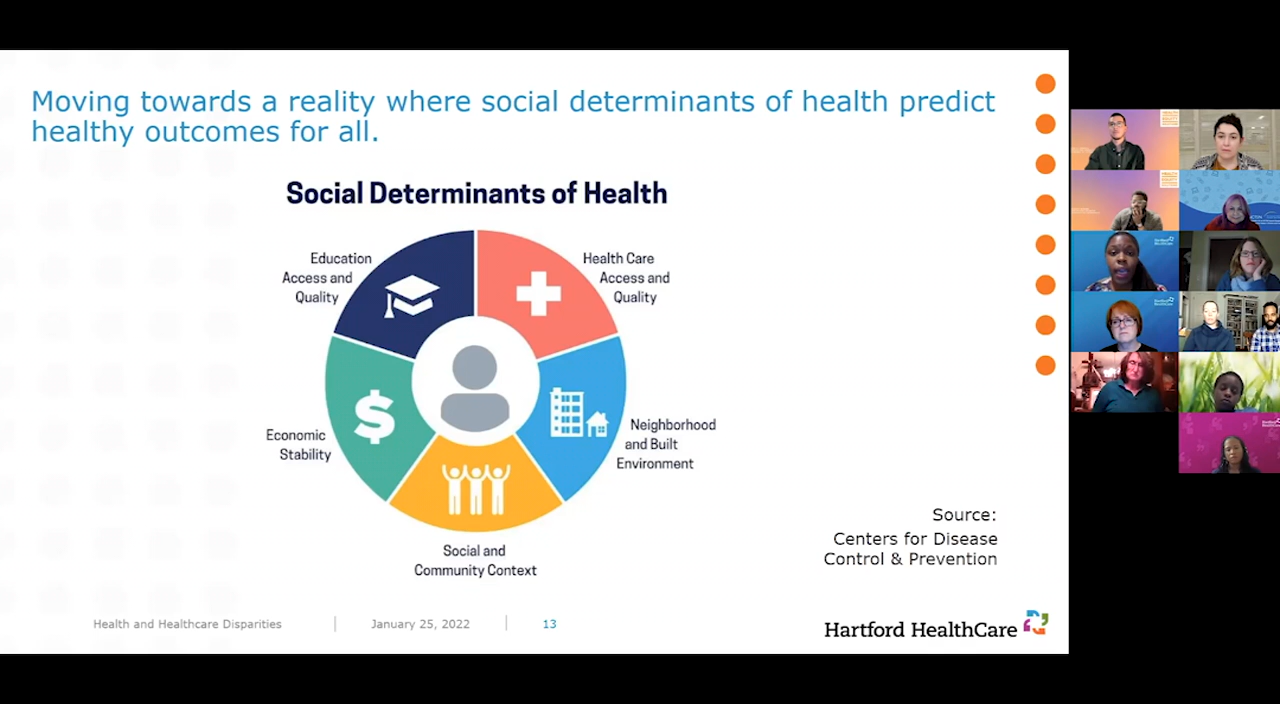 Moving towards a reality where social determinants of health predict
healthy outcomes for all.
Social Determinants of Health
Education
Access and
Quality
Health Care
Access and
Quality
Economic
Stability
Neighborhood
and Built
Environment
Social and
Community Context
Source:
Centers for Disease
Control & Prevention
Health and Healthcare Disparities
January 25, 2022
13
Hartford HealthCare